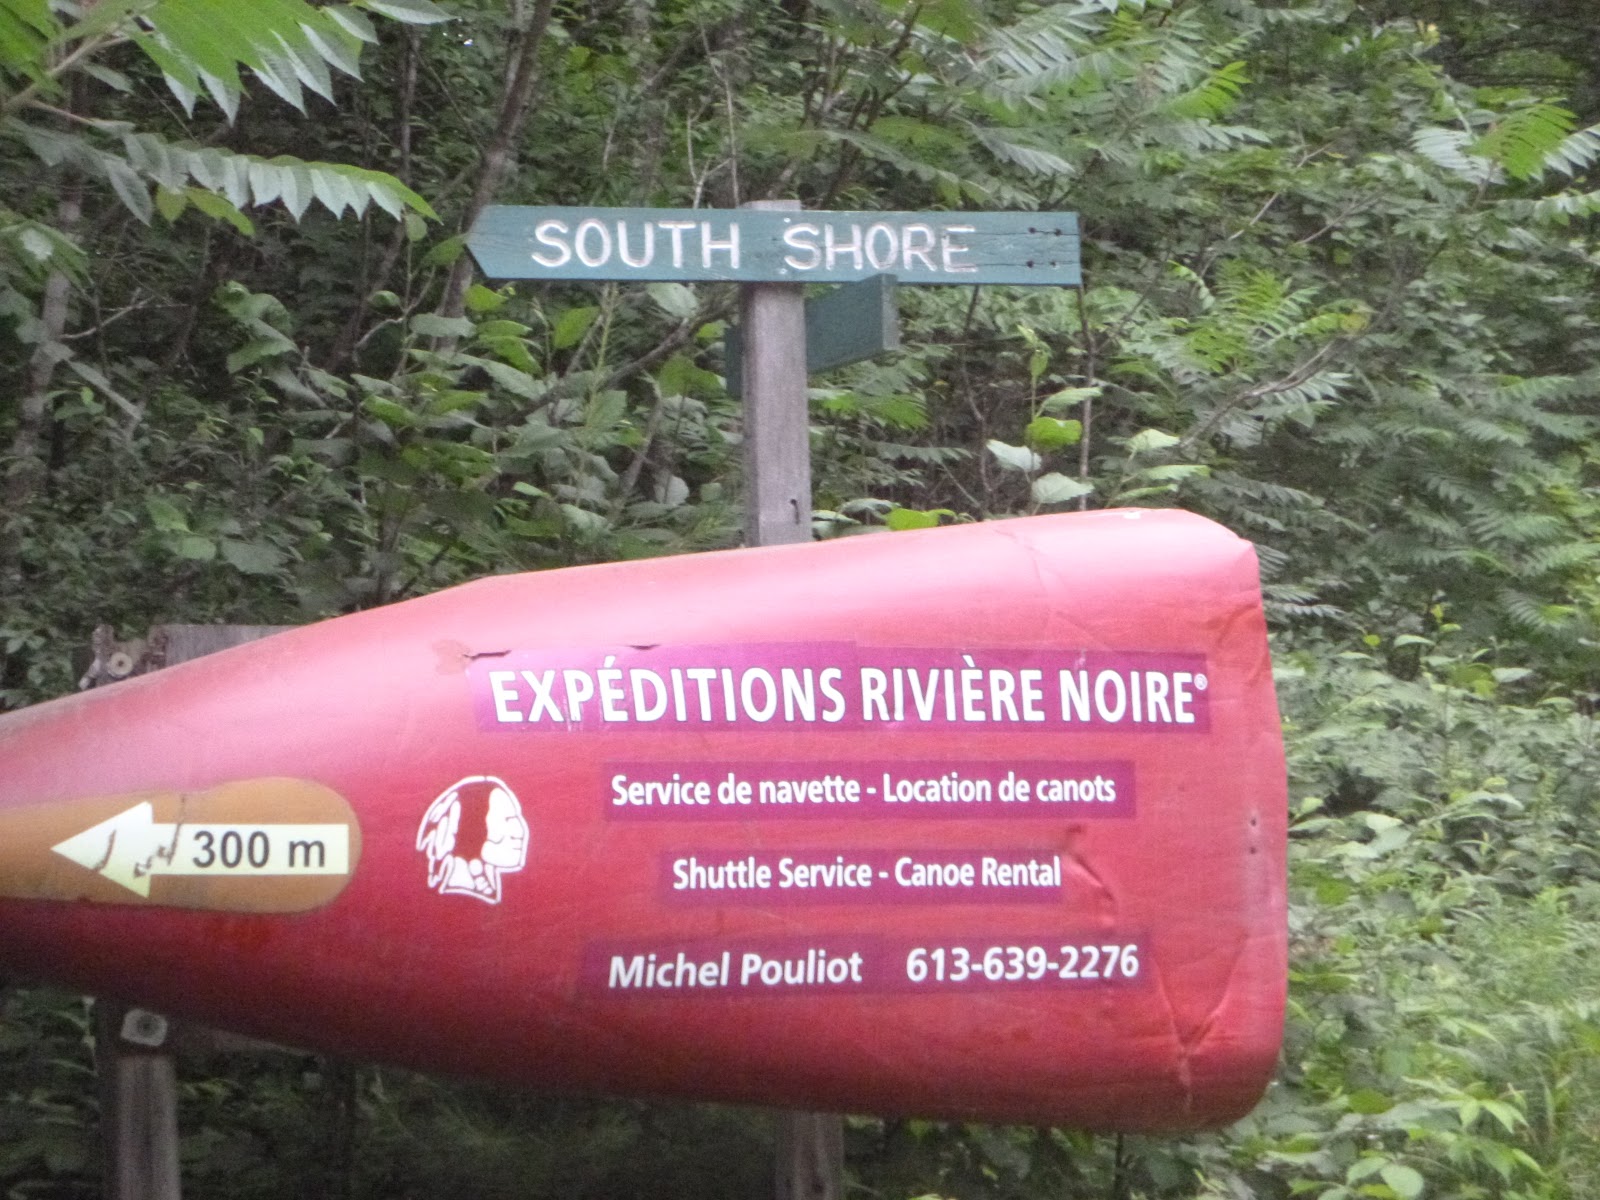 SOUTH SHORE
EXPÉDITIONS RIVIÈRE NOIRE®
Service de navette - Location de canots
300 m
Shuttle Service - Canoe Rental
Michel Pouliot 613-639-2276